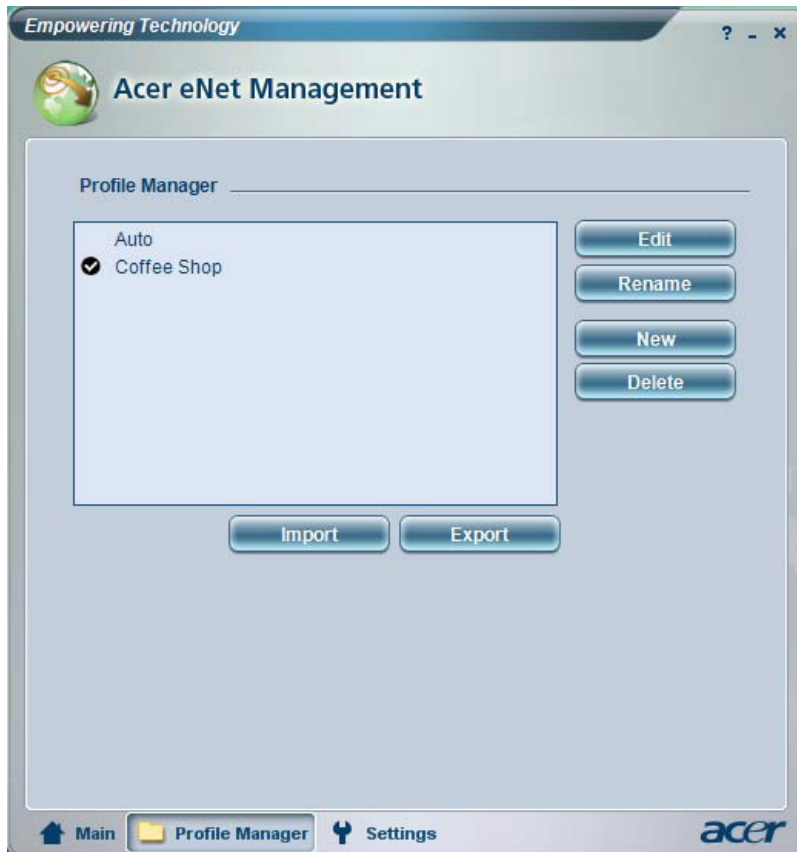 Empowering Technology
? - x
Acer eNet Management
Profile Manager
Auto
Coffee Shop
Edit
Rename
New
Delete
Import Export
Main Profile Manager Settings
acer